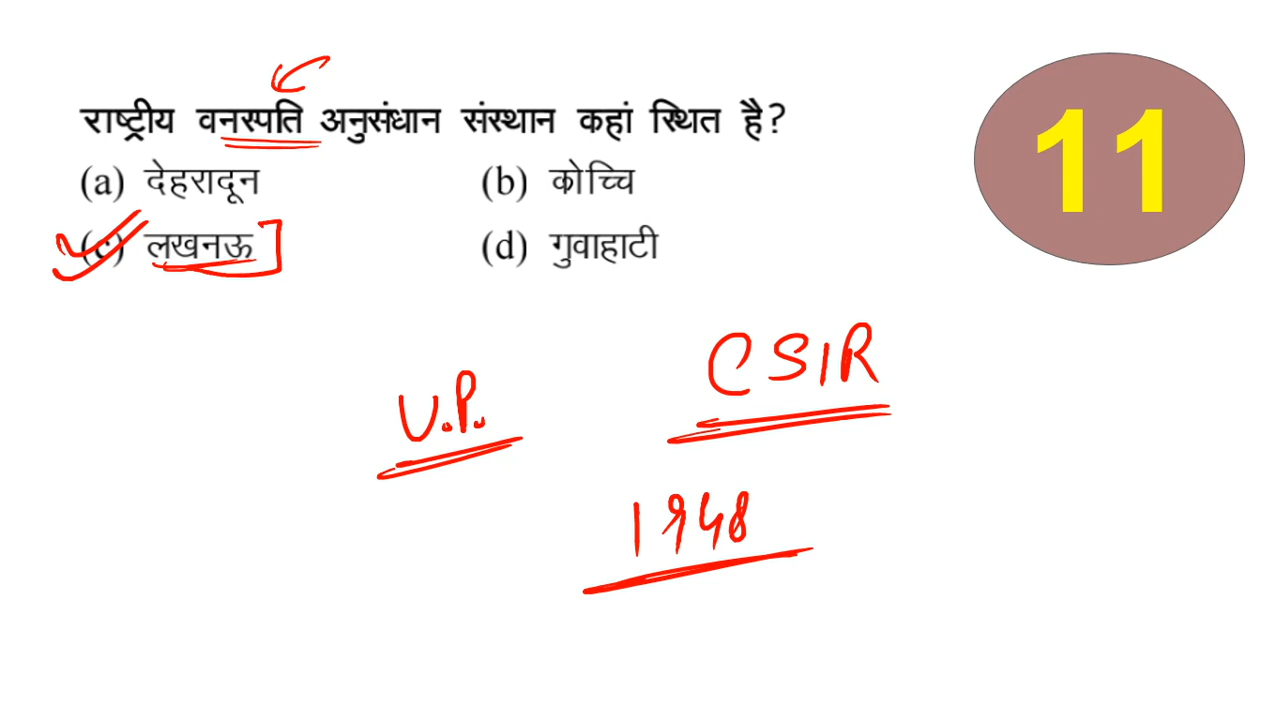 राष्ट्रीय वनस्पति अनुसंधान संस्थान कहां स्थित है?
11
(a) देहरादून (b) कोच्चि
(c) लखनऊ (d) गुवाहाटी
CSIR
U.P.
1948